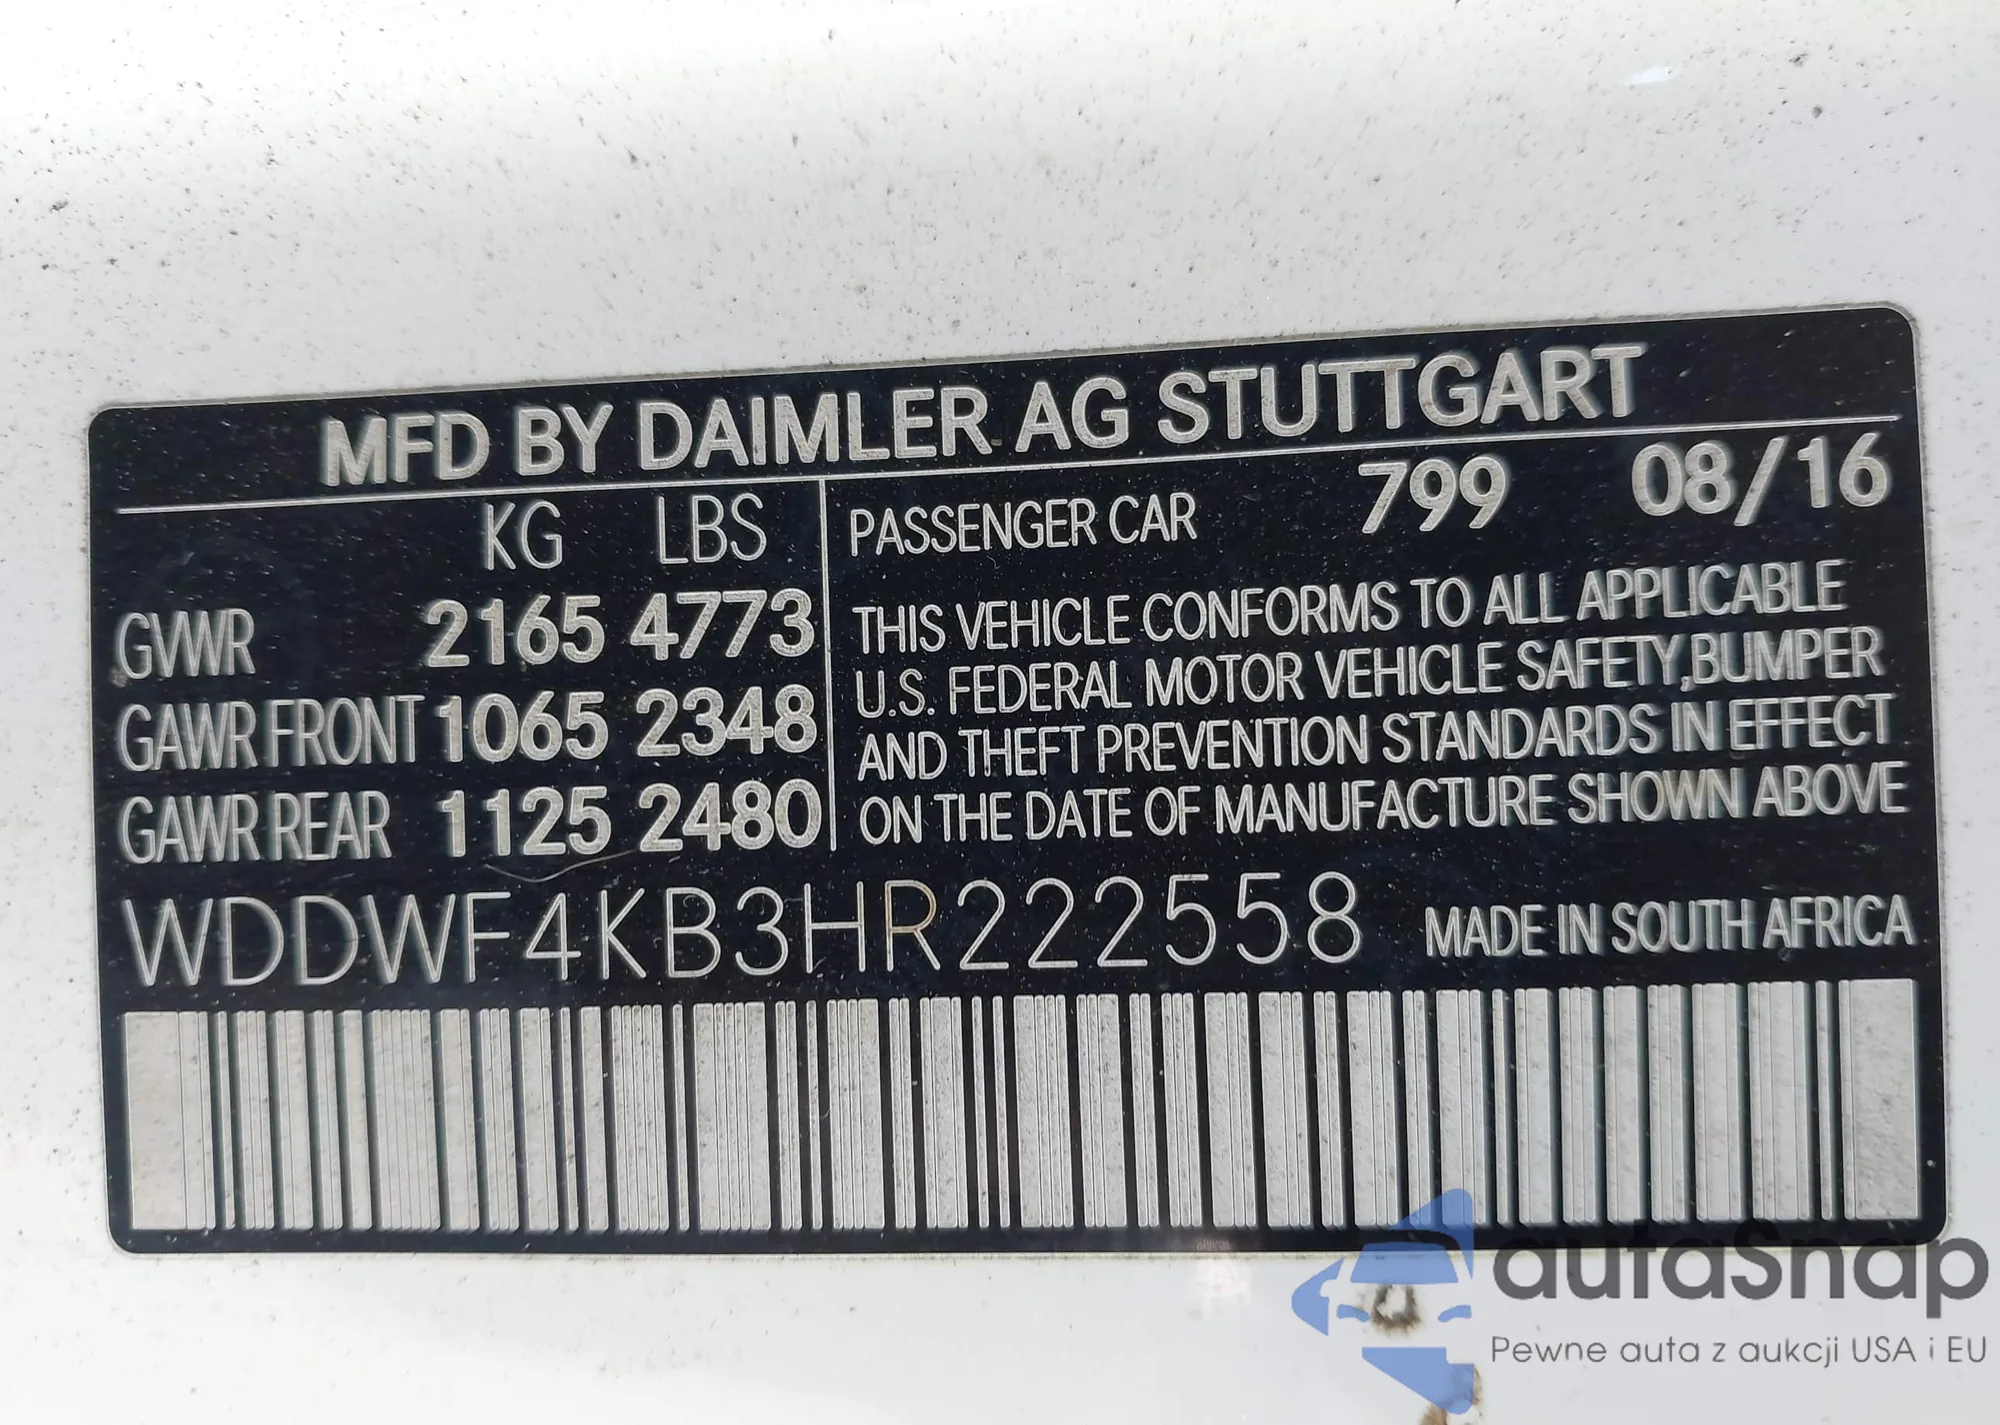 MFD BY DAIMLER AG STUTTGART
KG LBS
GVWR 2165 4773
GAWR FRONT 1065 2348
GAWR REAR 1125 2480
PASSENGER CAR 799 08/16
THIS VEHICLE CONFORMS TO ALL APPLICABLE
U.S. FEDERAL MOTOR VEHICLE SAFETY,BUMPER
AND THEFT PREVENTION STANDARDS IN EFFECT
ON THE DATE OF MANUFACTURE SHOWN ABOVE
WDDWF4KB3HR222558 MADE IN SOUTH AFRICA
autaSnap
Pewne auta z aukcji USA i EU